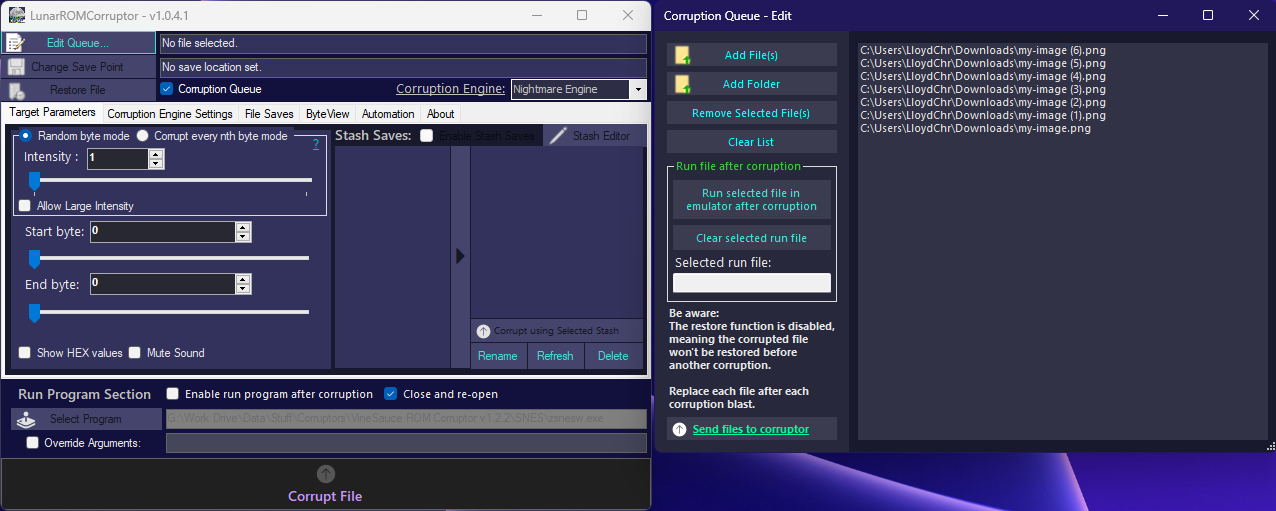 LunarROMCorruptor - v1.0.4.1
Edit Queue...
No file selected.
Change Save Point
No save location set.
Restore File
Corruption Queue
Corruption Engine:
Nightmare Engine
Target Parameters
Corruption Engine Settings
File Saves
ByteView
Automation
About
Random byte mode
Corrupt every nth byte mode
?
Intensity :
1
Allow Large Intensity
Start byte:
0
End byte:
0
Show HEX values
Mute Sound
Stash Saves:
Enable Stash Saves
Stash Editor
Corrupt using Selected Stash
Rename
Refresh
Delete
Run Program Section
Enable run program after corruption
Close and re-open
Select Program
G:\Work Drive\Data\Stuff\Corruptors\VineSauce ROM Corruptor v1.2.2\SNES\zsnesw.exe
Override Arguments:
Corrupt File
Corruption Queue - Edit
Add File(s)
Add Folder
Remove Selected File(s)
Clear List
Run file after corruption
Run selected file in
emulator after corruption
Clear selected run file
Selected run file:
Be aware:
The restore function is disabled,
meaning the corrupted file
won't be restored before
another corruption.
Replace each file after each
corruption blast.
Send files to corruptor
C:\Users\LloydChr\Downloads\my-image (6).png
C:\Users\LloydChr\Downloads\my-image (5).png
C:\Users\LloydChr\Downloads\my-image (4).png
C:\Users\LloydChr\Downloads\my-image (3).png
C:\Users\LloydChr\Downloads\my-image (2).png
C:\Users\LloydChr\Downloads\my-image (1).png
C:\Users\LloydChr\Downloads\my-image.png